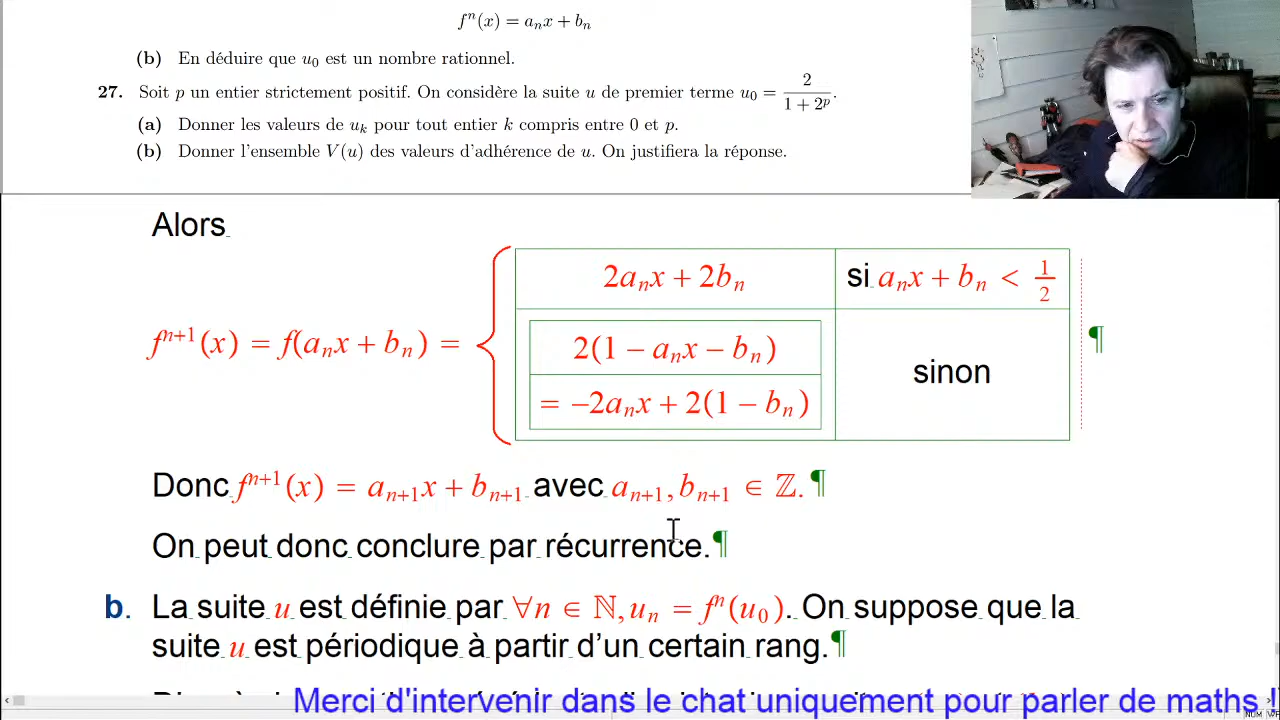 fⁿ(x) = aₙx + bₙ
(b) En déduire que u₀ est un nombre rationnel.
27. Soit p un entier strictement positif. On considère la suite u de premier terme u₀ = 2/(1 + 2ᵖ).
(a) Donner les valeurs de uₖ pour tout entier k compris entre 0 et p.
(b) Donner l'ensemble V(u) des valeurs d'adhérence de u. On justifiera la réponse.
Alors
fⁿ⁺¹(x) = f(aₙx + bₙ) = {
2aₙx + 2bₙ si aₙx + bₙ < 1/2
2(1 − aₙx − bₙ)
= −2aₙx + 2(1 − bₙ) sinon ¶
Donc fⁿ⁺¹(x) = aₙ₊₁x + bₙ₊₁ avec aₙ₊₁, bₙ₊₁ ∈ ℤ. ¶
On peut donc conclure par récurrence. ¶
b. La suite u est définie par ∀n ∈ ℕ, uₙ = fⁿ(u₀). On suppose que la
suite u est périodique à partir d'un certain rang. ¶
Merci d'intervenir dans le chat uniquement pour parler de maths !